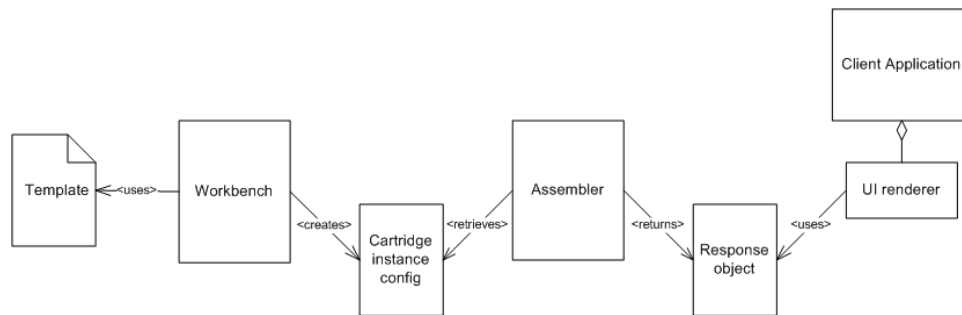 Client Application
Template
<uses>
Workbench
Assembler
UI renderer
<creates>
<retrieves>
<returns>
<uses>
Cartridge
instance
config
Response
object